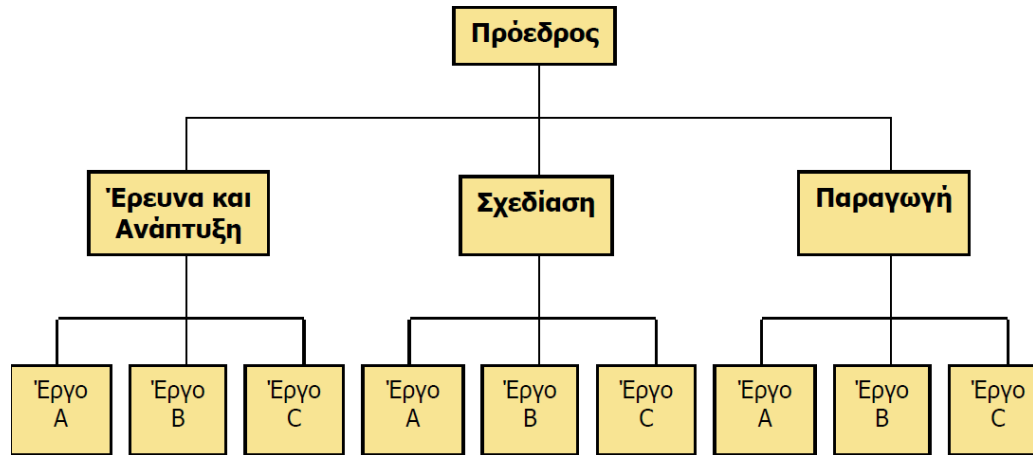 Πρόεδρος
Έρευνα και
Ανάπτυξη
Σχεδίαση
Παραγωγή
Έργο
A
Έργο
B
Έργο
C
Έργο
A
Έργο
B
Έργο
C
Έργο
A
Έργο
B
Έργο
C